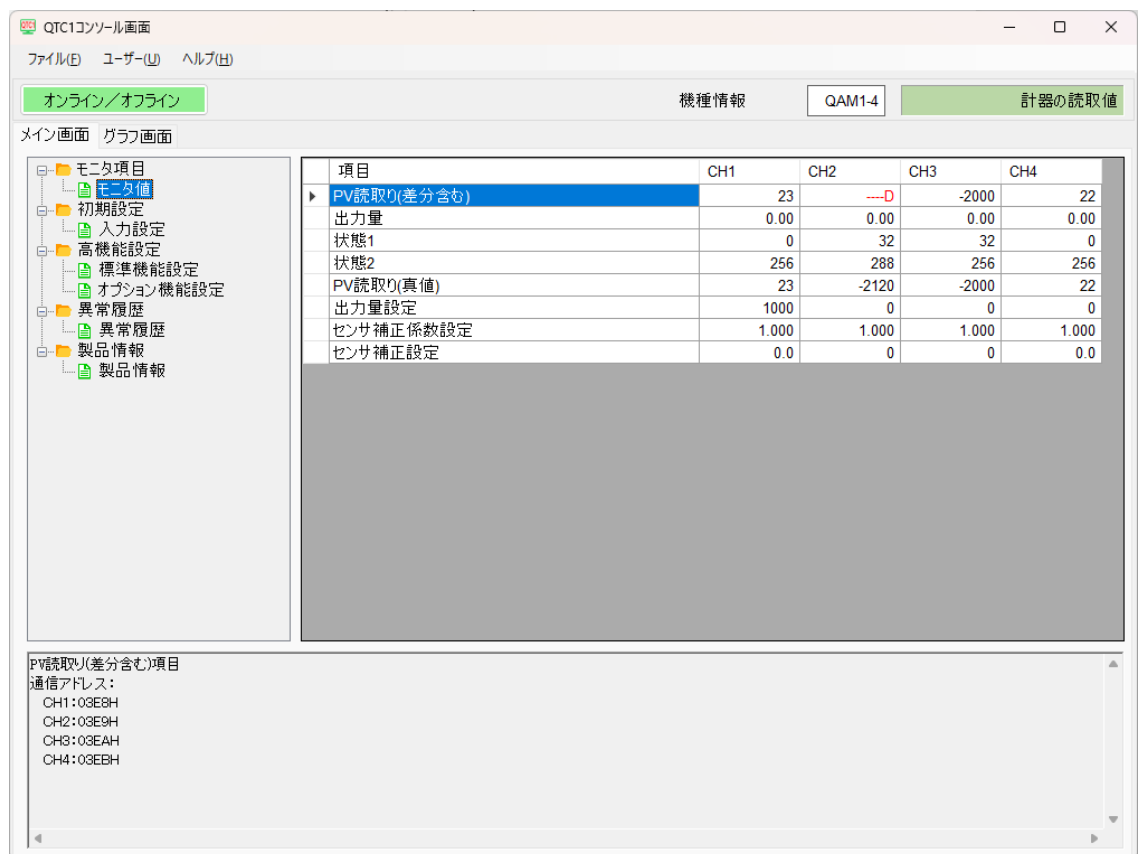 QTC1コンソール画面
ファイル(F) ユーザー(U) ヘルプ(H)
オンライン／オフライン 機種情報 QAM1-4 計器の読取値
メイン画面 グラフ画面
モニタ項目
モニタ値
初期設定
入力設定
高機能設定
標準機能設定
オプション機能設定
異常履歴
異常履歴
製品情報
製品情報
項目 CH1 CH2 CH3 CH4
PV読取り(差分含む) 23 ----D -2000 22
出力量 0.00 0.00 0.00 0.00
状態1 0 32 32 0
状態2 256 288 256 256
PV読取り(真値) 23 -2120 -2000 22
出力量設定 1000 0 0 0
センサ補正係数設定 1.000 1.000 1.000 1.000
センサ補正設定 0.0 0 0 0.0
PV読取り(差分含む)項目
通信アドレス：
CH1：03E8H
CH2：03E9H
CH3：03EAH
CH4：03EBH